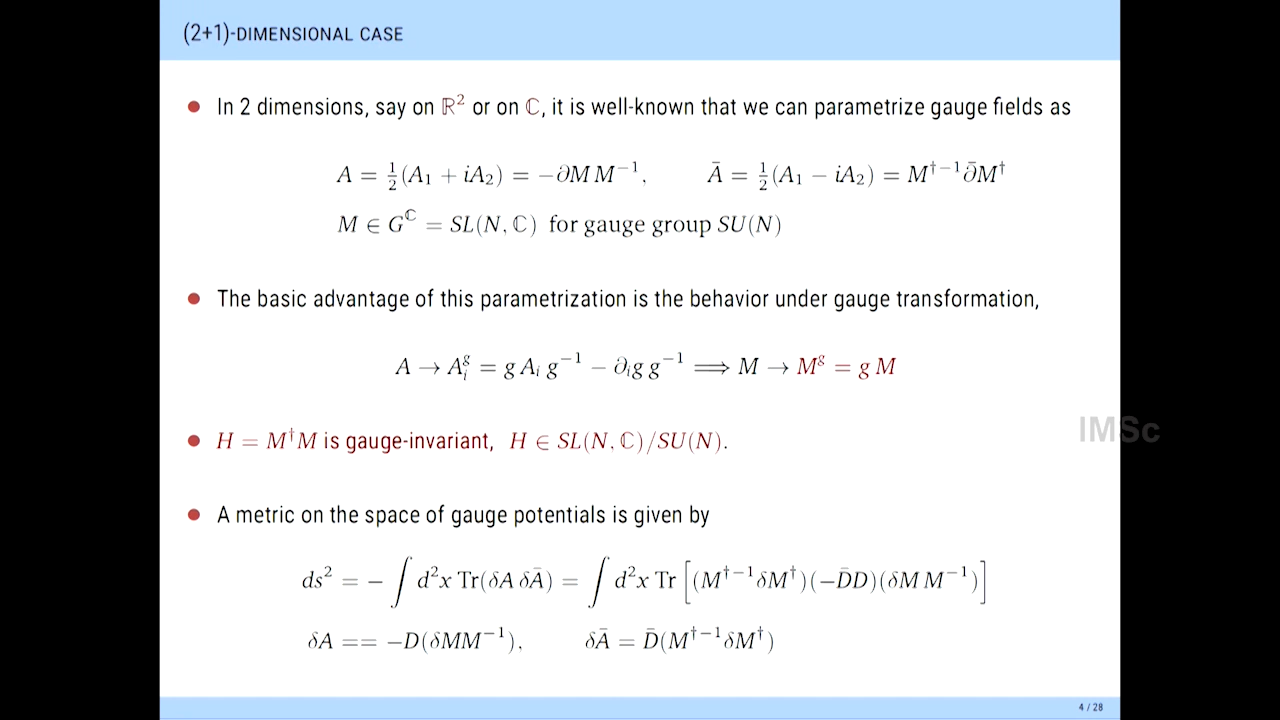 (2+1)-DIMENSIONAL CASE
● In 2 dimensions, say on ℝ² or on ℂ, it is well-known that we can parametrize gauge fields as
A = ½(A₁ + iA₂) = −∂M M⁻¹, Ā = ½(A₁ − iA₂) = M†⁻¹∂̄M†
M ∈ G^ℂ = SL(N, ℂ) for gauge group SU(N)
● The basic advantage of this parametrization is the behavior under gauge transformation,
A → Aᵢᵍ = g Aᵢ g⁻¹ − ∂ᵢg g⁻¹ ⟹ M → Mᵍ = g M
● H = M†M is gauge-invariant, H ∈ SL(N, ℂ)/SU(N).
IMSc
● A metric on the space of gauge potentials is given by
ds² = − ∫ d²x Tr(δA δĀ) = ∫ d²x Tr [(M†⁻¹δM†)(−D̄D)(δM M⁻¹)]
δA == −D(δMM⁻¹), δĀ = D̄(M†⁻¹δM†)
4 / 28